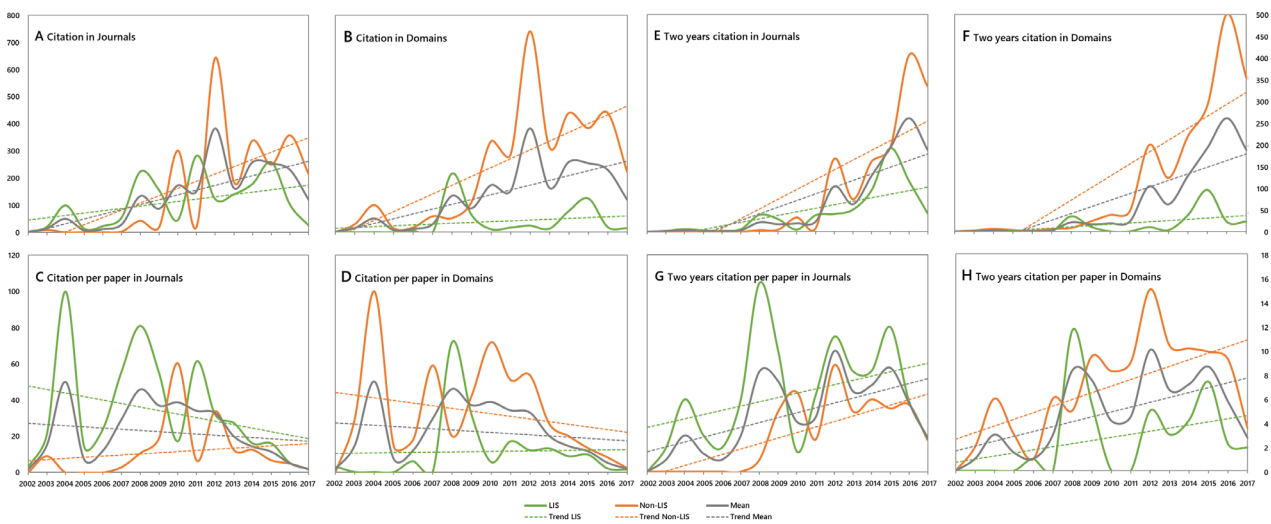 A Citation in Journals
B Citation in Domains
E Two years citation in Journals
F Two years citation in Domains
800
700
600
500
400
300
200
100
0
500
450
400
350
300
250
200
150
100
50
0
C Citation per paper in Journals
D Citation per paper in Domains
G Two years citation per paper in Journals
H Two years citation per paper in Domains
120
100
80
60
40
20
0
18
16
14
12
10
8
6
4
2
0
2002 2003 2004 2005 2006 2007 2008 2009 2010 2011 2012 2013 2014 2015 2016 2017
2002 2003 2004 2005 2006 2007 2008 2009 2010 2011 2012 2013 2014 2015 2016 2017
2002 2003 2004 2005 2006 2007 2008 2009 2010 2011 2012 2013 2014 2015 2016 2017
2002 2003 2004 2005 2006 2007 2008 2009 2010 2011 2012 2013 2014 2015 2016 2017
LIS Non-LIS Mean
Trend LIS Trend Non-LIS Trend Mean